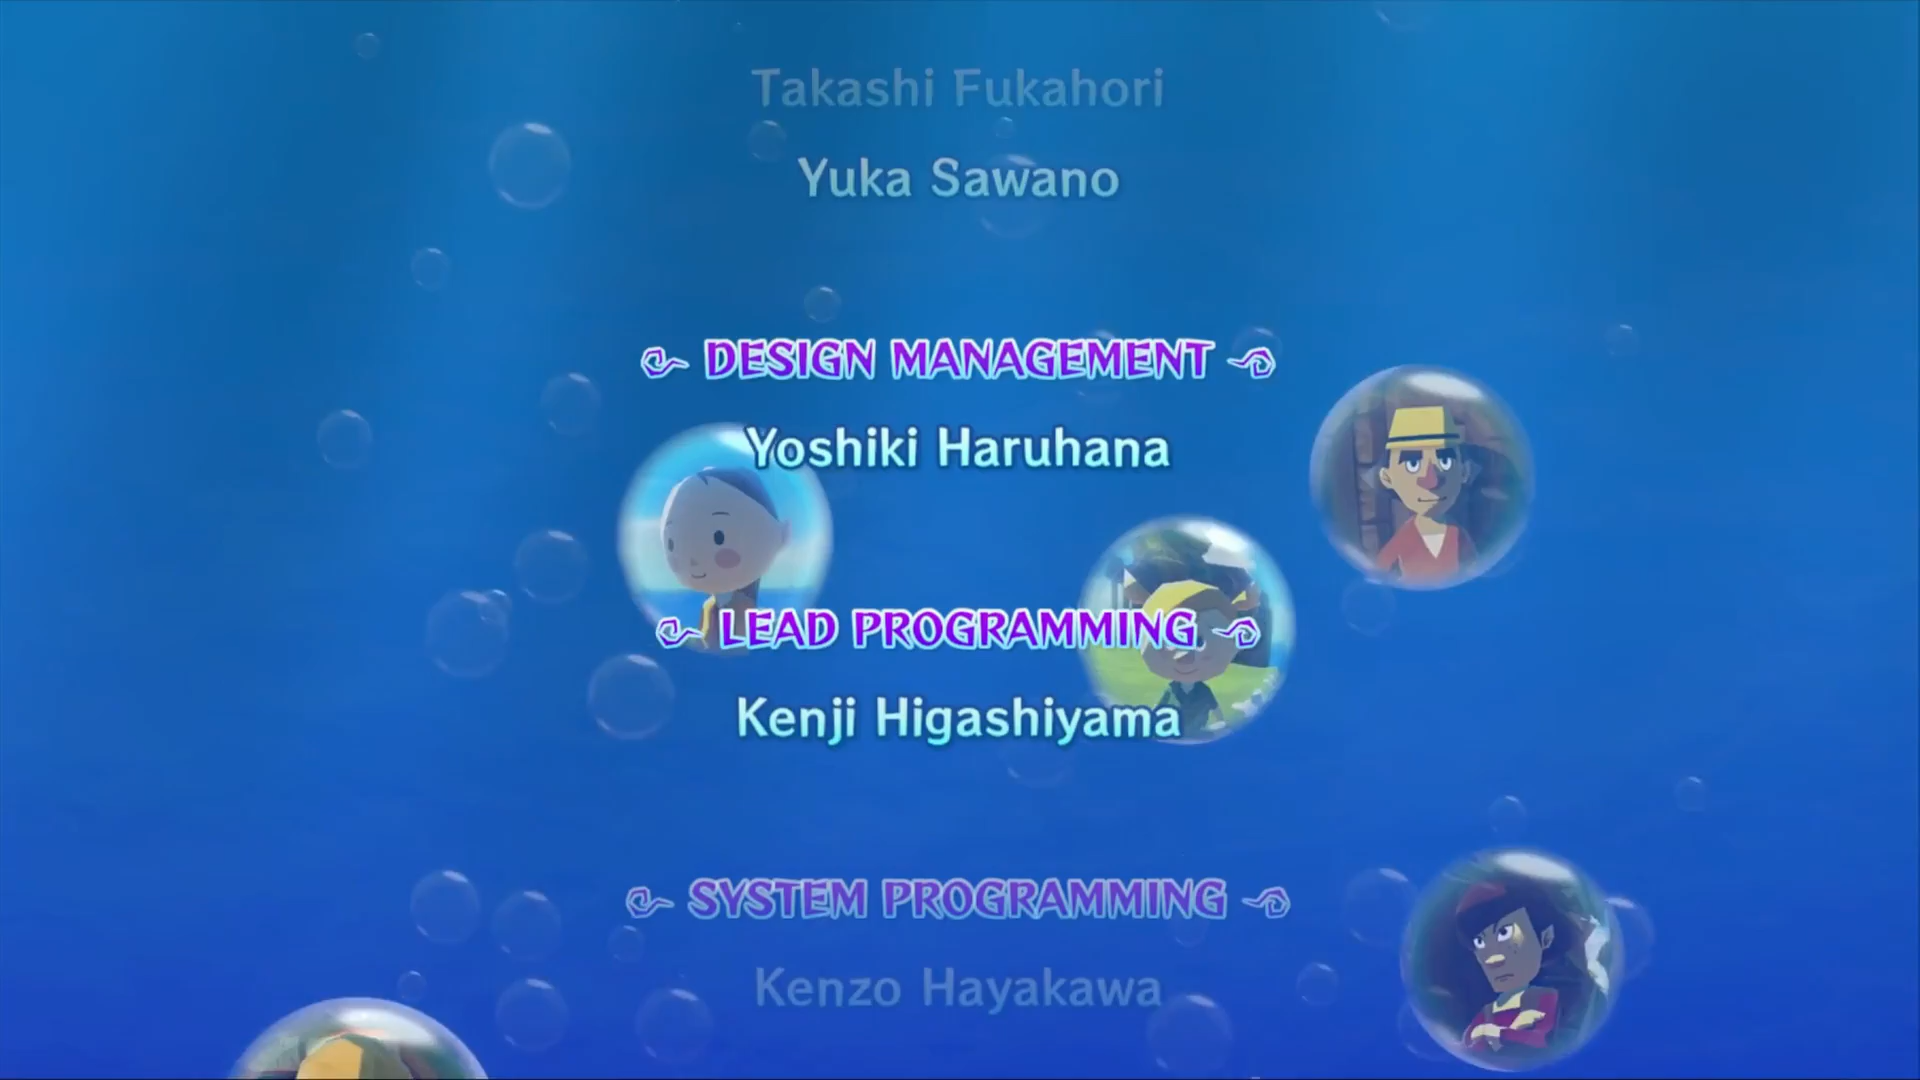 Takashi Fukahori
Yuka Sawano
DESIGN MANAGEMENT
Yoshiki Haruhana
LEAD PROGRAMMING
Kenji Higashiyama
SYSTEM PROGRAMMING
Kenzo Hayakawa